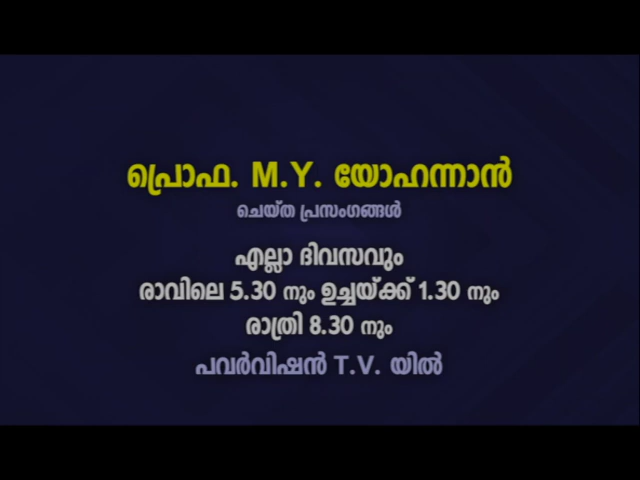 പ്രൊഫ. M.Y. യോഹന്നാൻ
ചെയ്ത പ്രസംഗങ്ങൾ
എല്ലാ ദിവസവും
രാവിലെ 5.30 നും ഉച്ചയ്ക്ക് 1.30 നും
രാത്രി 8.30 നും
പവർവിഷൻ T.V. യിൽ